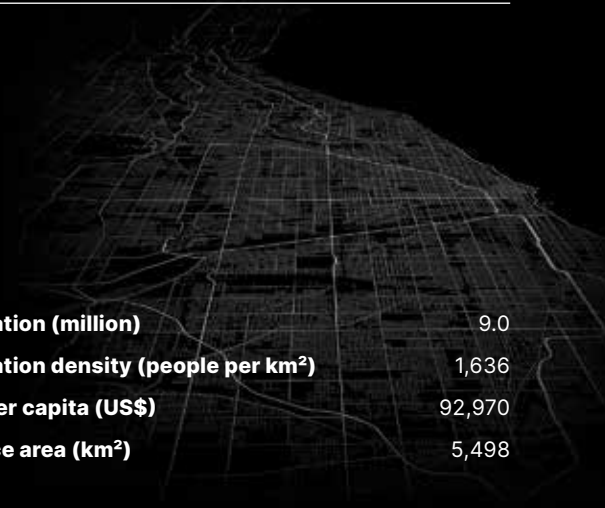 ation (million) 9.0
ation density (people per km²) 1,636
er capita (US$) 92,970
ce area (km²) 5,498